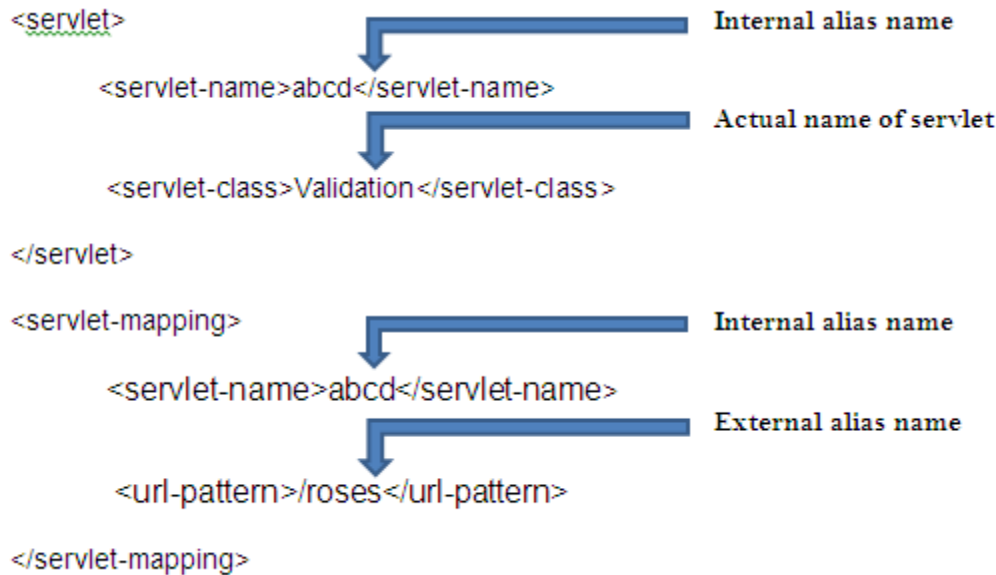 <servlet>
Internal alias name
<servlet-name>abcd</servlet-name>
Actual name of servlet
<servlet-class>Validation</servlet-class>
</servlet>
<servlet-mapping>
Internal alias name
<servlet-name>abcd</servlet-name>
External alias name
<url-pattern>/roses</url-pattern>
</servlet-mapping>